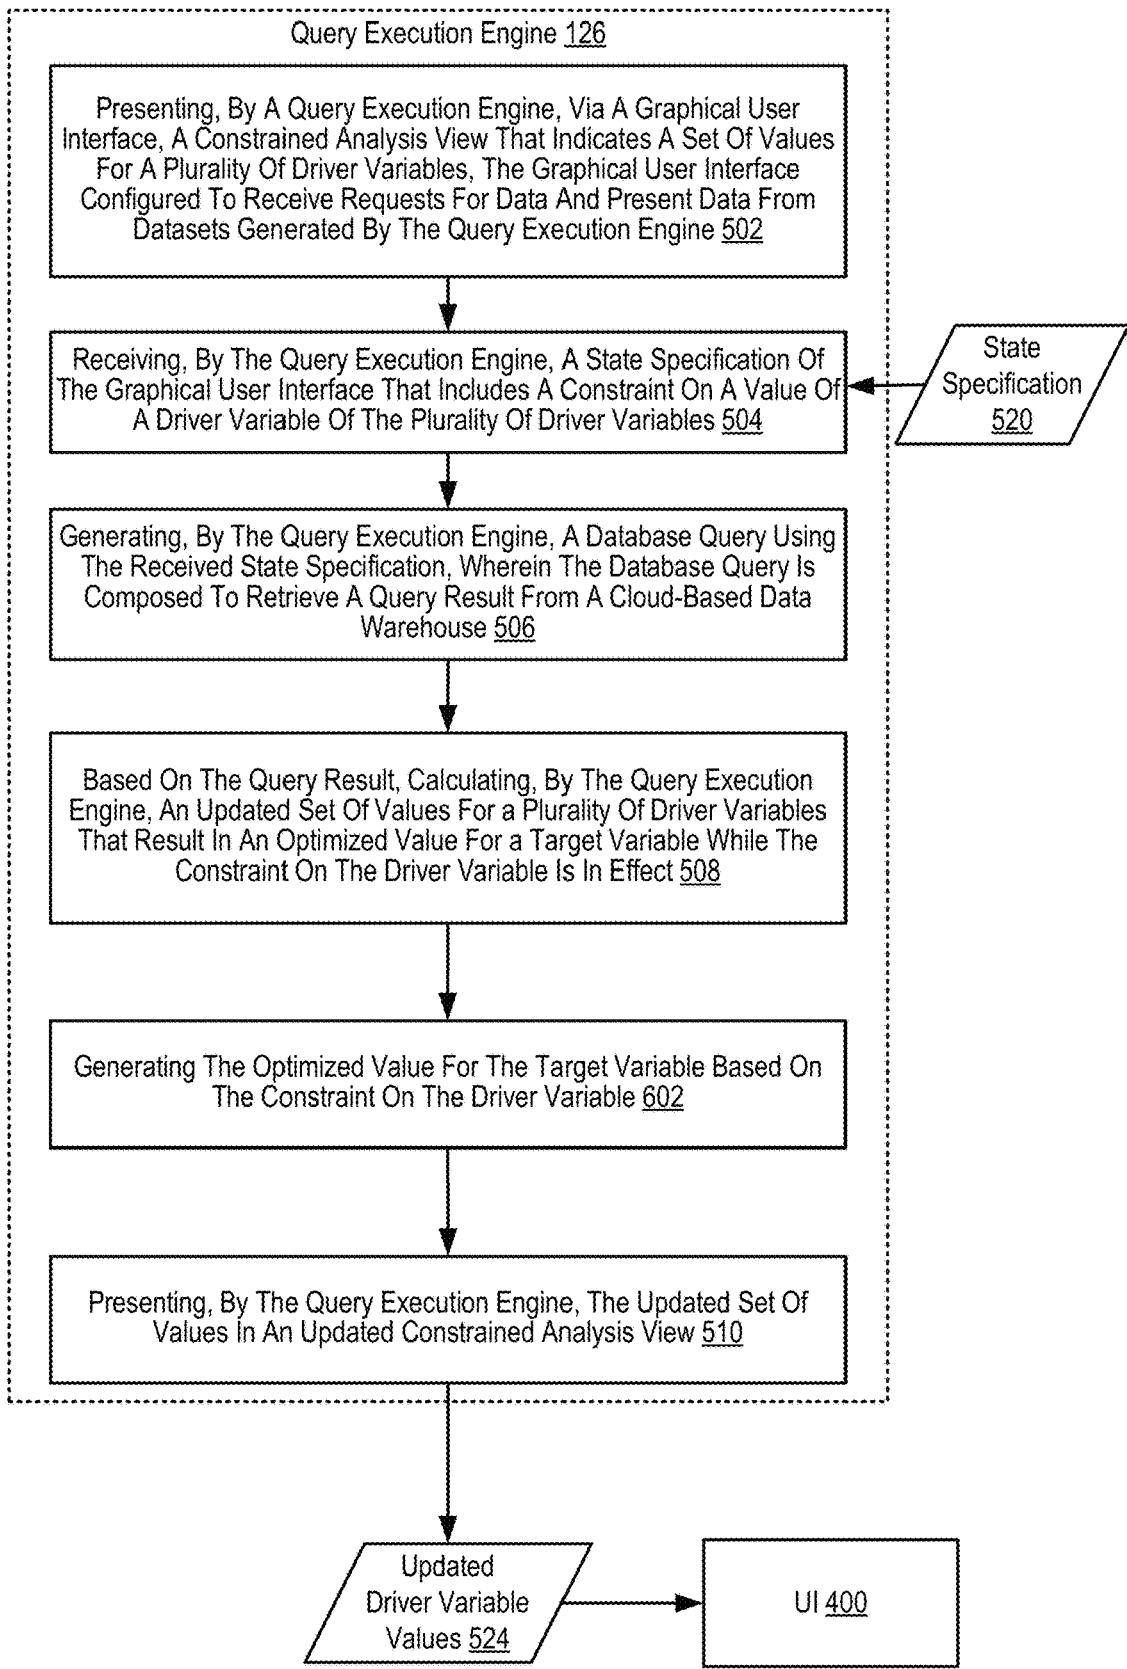 Query Execution Engine 126
Presenting, By A Query Execution Engine, Via A Graphical User
Interface, A Constrained Analysis View That Indicates A Set Of Values
For A Plurality Of Driver Variables, The Graphical User Interface
Configured To Receive Requests For Data And Present Data From
Datasets Generated By The Query Execution Engine 502
Receiving, By The Query Execution Engine, A State Specification Of
The Graphical User Interface That Includes A Constraint On A Value Of
A Driver Variable Of The Plurality Of Driver Variables 504
State
Specification
520
Generating, By The Query Execution Engine, A Database Query Using
The Received State Specification, Wherein The Database Query Is
Composed To Retrieve A Query Result From A Cloud-Based Data
Warehouse 506
Based On The Query Result, Calculating, By The Query Execution
Engine, An Updated Set Of Values For a Plurality Of Driver Variables
That Result In An Optimized Value For a Target Variable While The
Constraint On The Driver Variable Is In Effect 508
Generating The Optimized Value For The Target Variable Based On
The Constraint On The Driver Variable 602
Presenting, By The Query Execution Engine, The Updated Set Of
Values In An Updated Constrained Analysis View 510
Updated
Driver Variable
Values 524
UI 400